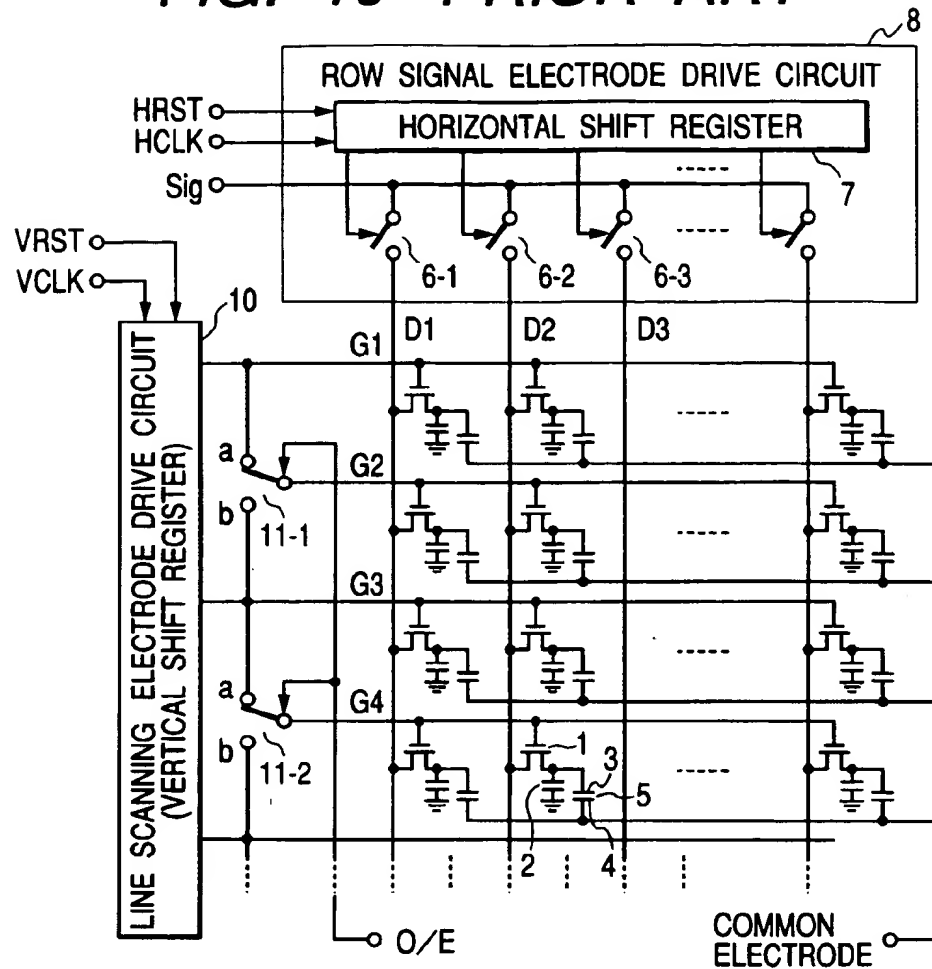 8
ROW SIGNAL ELECTRODE DRIVE CIRCUIT
HRST
HORIZONTAL SHIFT REGISTER
HCLK
Sig
7
VRST
6-1
6-2
6-3
VCLK
10
D1
D2
D3
G1
LINE SCANNING ELECTRODE DRIVE CIRCUIT
(VERTICAL SHIFT REGISTER)
a
G2
b
11-1
G3
a
G4
b
11-2
1
3
5
2
4
O/E
COMMON
ELECTRODE